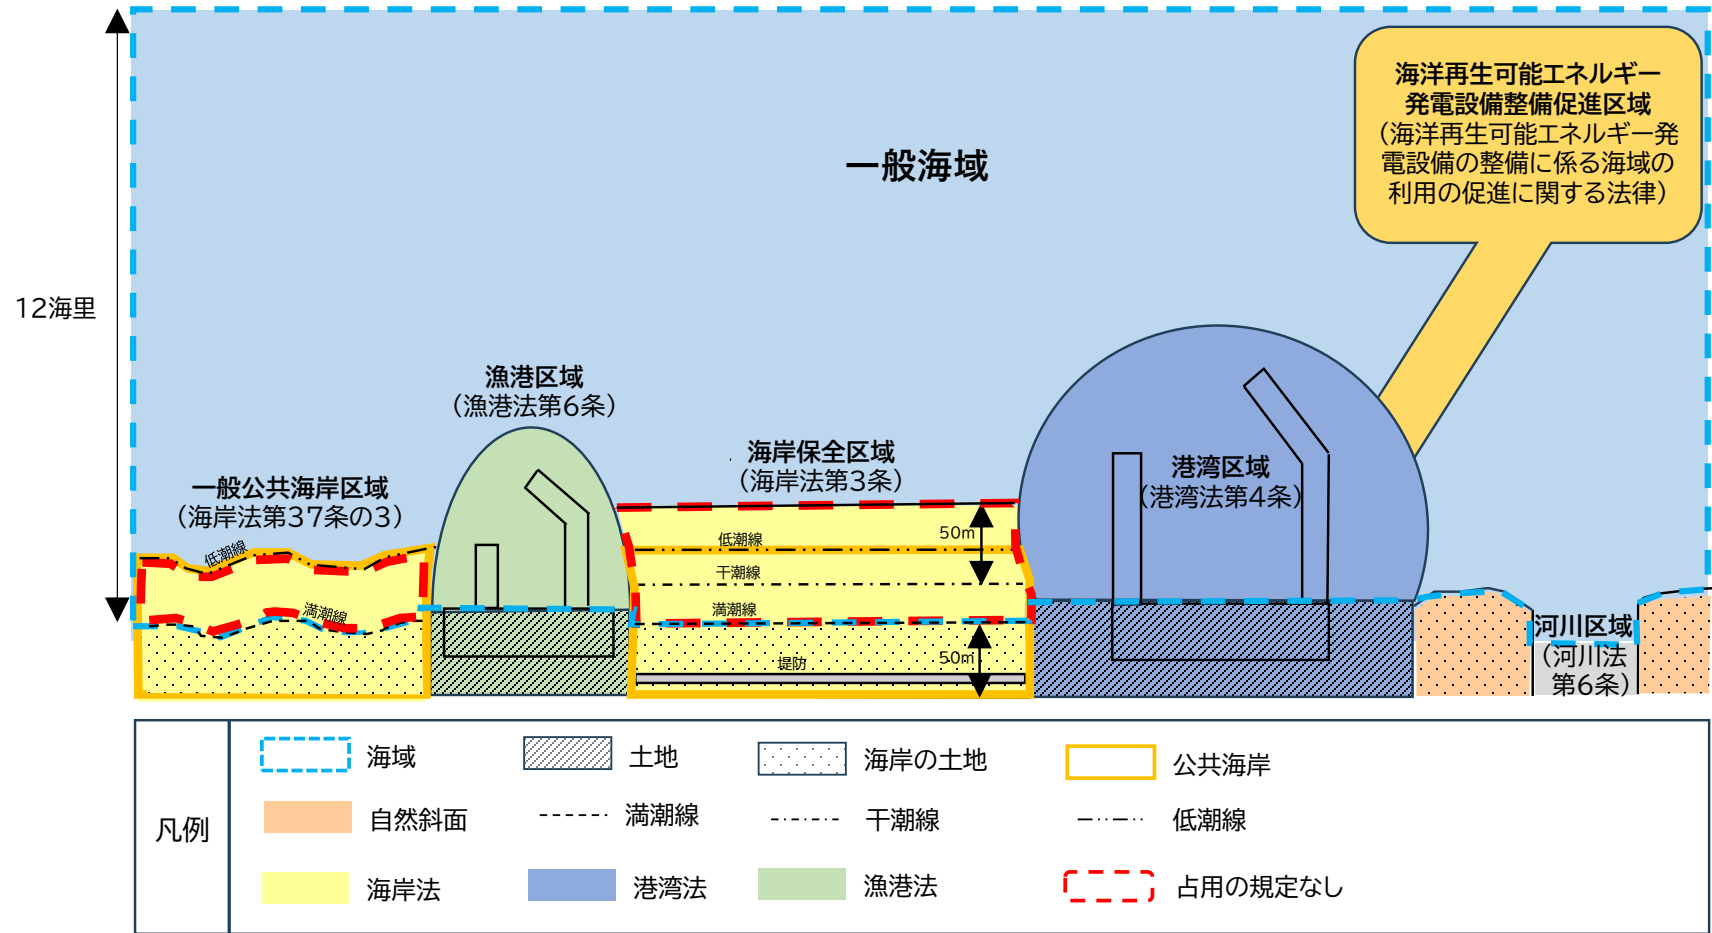 海洋再生可能エネルギー
発電設備整備促進区域
（海洋再生可能エネルギー発
電設備の整備に係る海域の
利用の促進に関する法律）
一般海域
12海里
漁港区域
（漁港法第6条）
海岸保全区域
（海岸法第3条）
港湾区域
（港湾法第4条）
一般公共海岸区域
（海岸法第37条の3）
低潮線
満潮線
50m
低潮線
干潮線
満潮線
50m
堤防
河川区域
（河川法
第6条）
凡例
海域
土地
海岸の土地
公共海岸
自然斜面
満潮線
干潮線
低潮線
海岸法
港湾法
漁港法
占用の規定なし